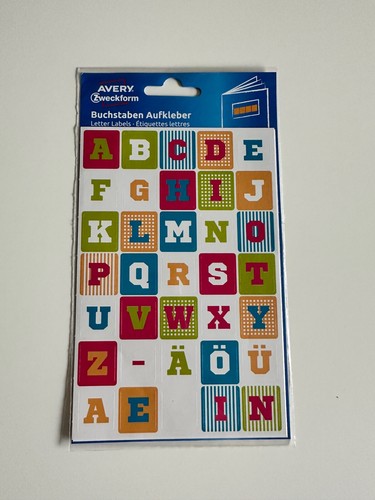 AVERY
Zweckform
Buchstaben Aufkleber
Letter Labels · Étiquettes lettres
A B C D E
F G H I J
K L M N O
P Q R S T
U V W X Y
Z - Ä Ö Ü
A E I N